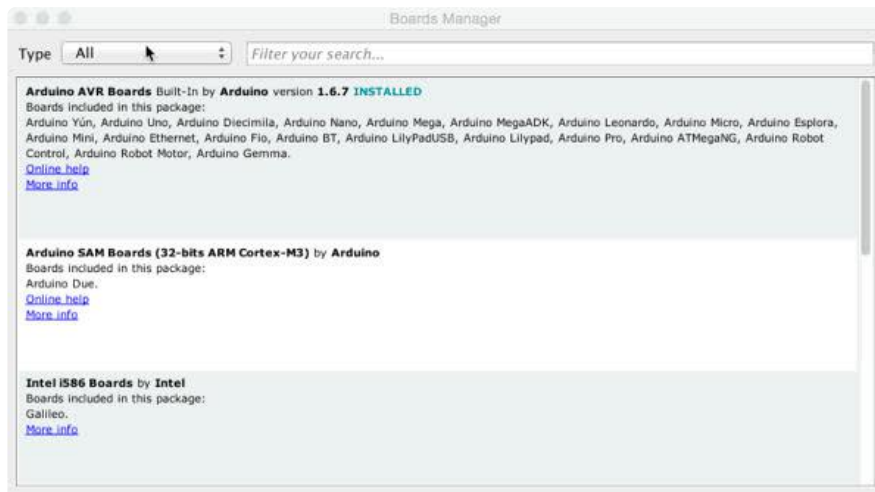 Boards Manager
Type All Filter your search...
Arduino AVR Boards Built-In by Arduino version 1.6.7 INSTALLED
Boards included in this package:
Arduino Yún, Arduino Uno, Arduino Diecimila, Arduino Nano, Arduino Mega, Arduino MegaADK, Arduino Leonardo, Arduino Micro, Arduino Esplora,
Arduino Mini, Arduino Ethernet, Arduino Fio, Arduino BT, Arduino LilyPadUSB, Arduino Lilypad, Arduino Pro, Arduino ATMegaNG, Arduino Robot
Control, Arduino Robot Motor, Arduino Gemma.
Online help
More info
Arduino SAM Boards (32-bits ARM Cortex-M3) by Arduino
Boards included in this package:
Arduino Due.
Online help
More info
Intel i586 Boards by Intel
Boards included in this package:
Galileo.
More info